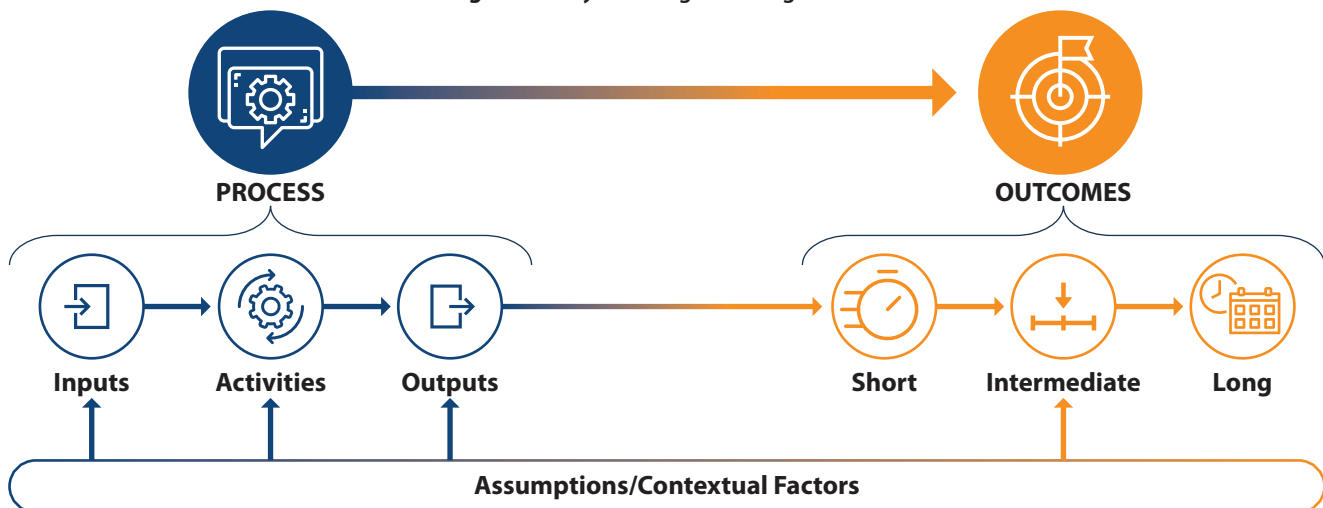 PROCESS
OUTCOMES
Inputs
Activities
Outputs
Short
Intermediate
Long
Assumptions/Contextual Factors